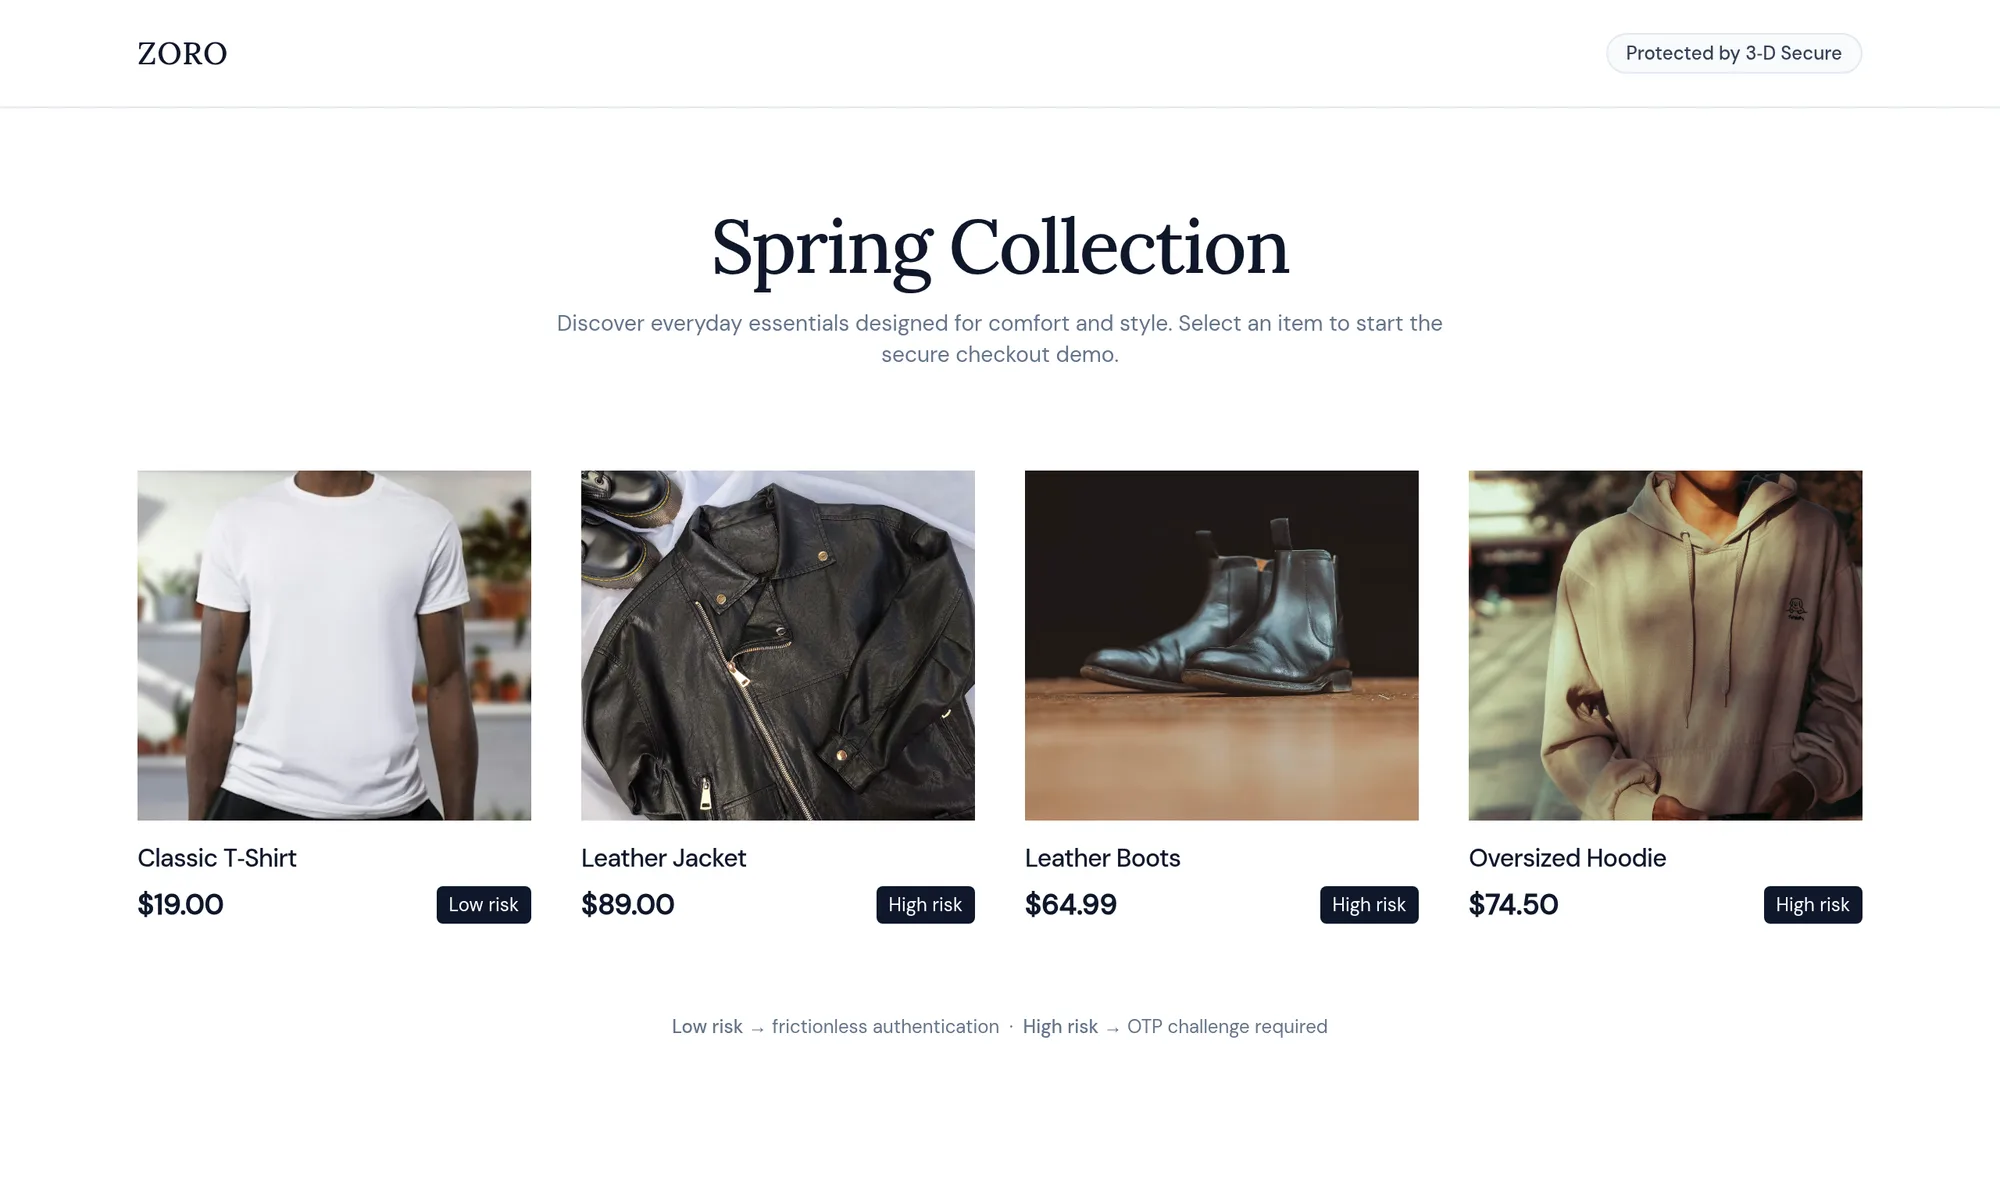 ZORO
Protected by 3-D Secure
Spring Collection
Discover everyday essentials designed for comfort and style. Select an item to start the
secure checkout demo.
Classic T-Shirt
$19.00
Low risk
Leather Jacket
$89.00
High risk
Leather Boots
$64.99
High risk
Oversized Hoodie
$74.50
High risk
Low risk → frictionless authentication · High risk → OTP challenge required